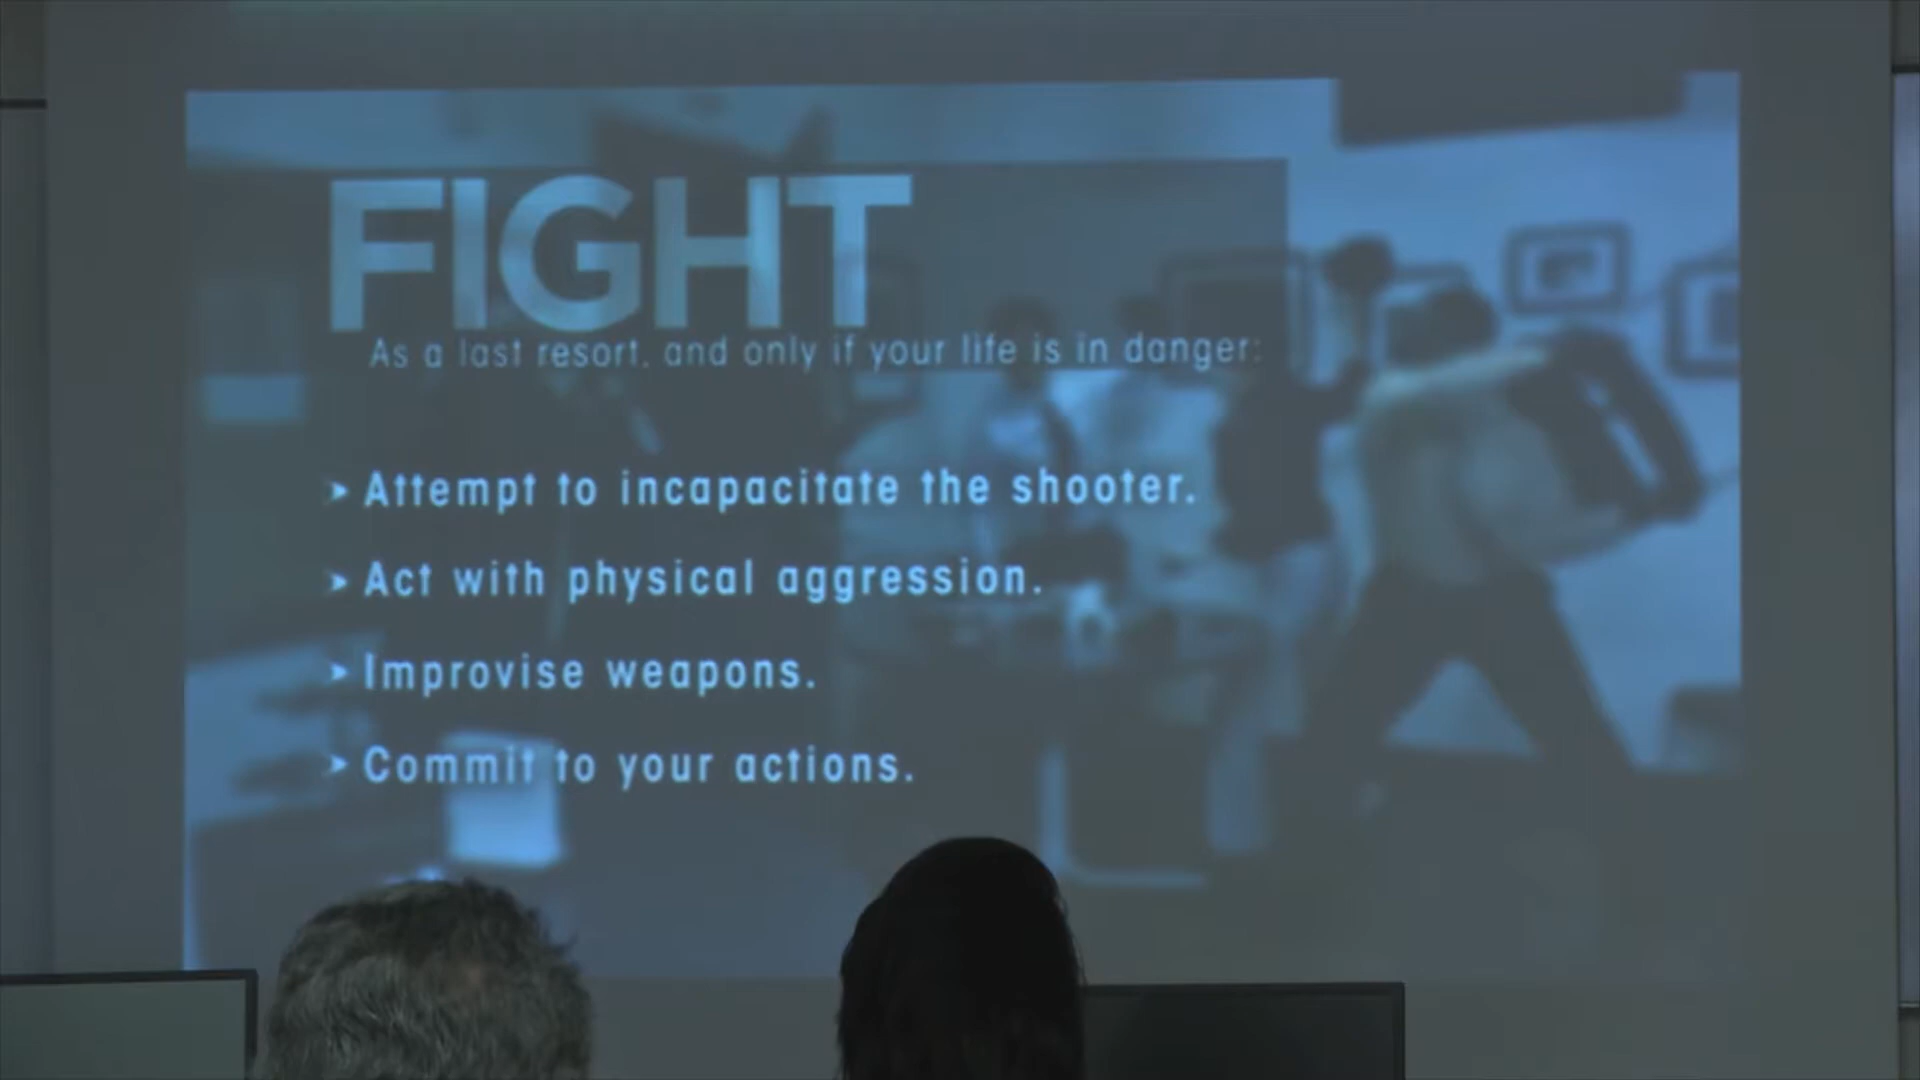 FIGHT
As a last resort, and only if your life is in danger:
➤ Attempt to incapacitate the shooter.
➤ Act with physical aggression.
➤ Improvise weapons.
➤ Commit to your actions.